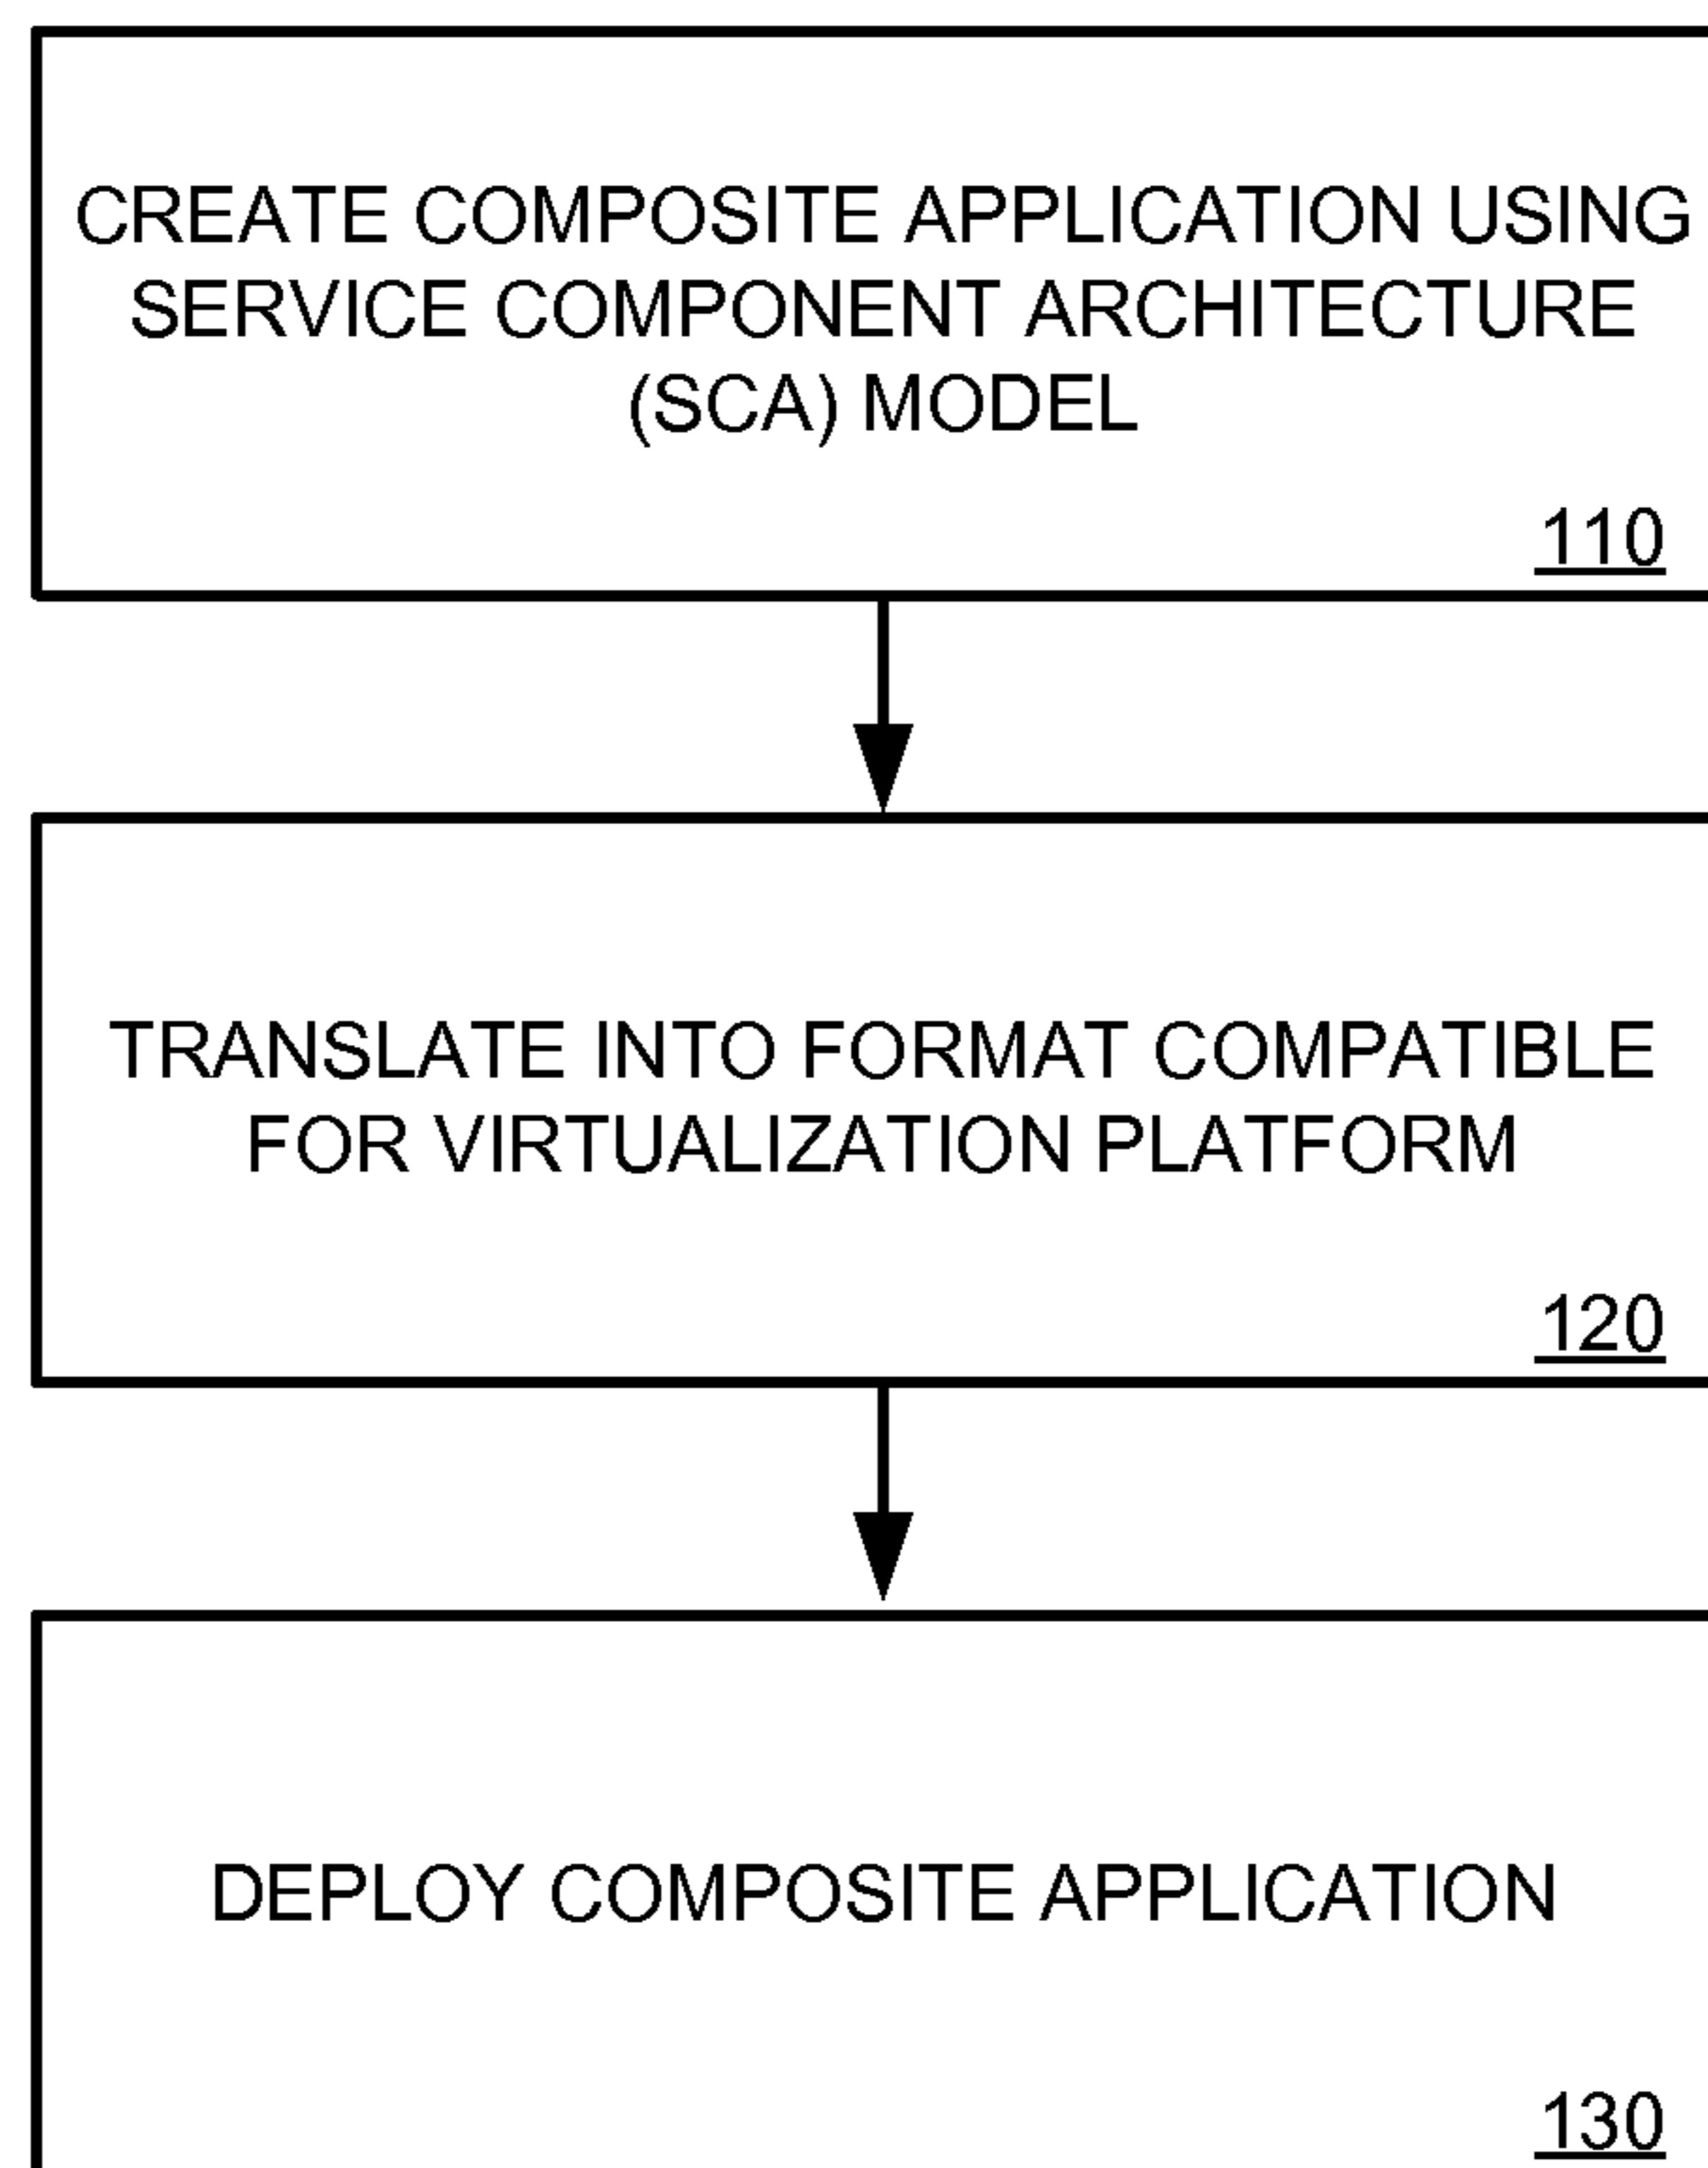 CREATE COMPOSITE APPLICATION USING
SERVICE COMPONENT ARCHITECTURE
(SCA) MODEL
110
TRANSLATE INTO FORMAT COMPATIBLE
FOR VIRTUALIZATION PLATFORM
120
DEPLOY COMPOSITE APPLICATION
130